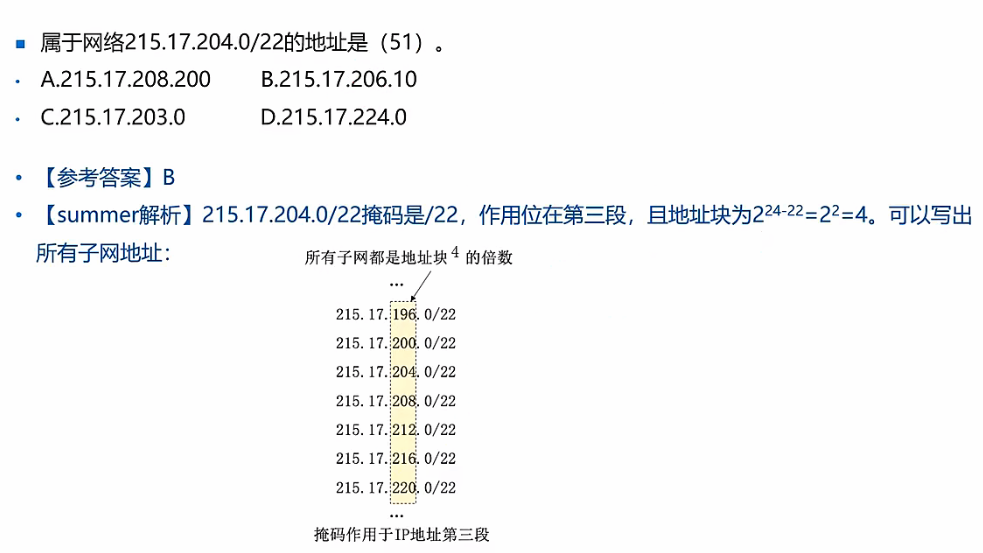 属于网络215.17.204.0/22的地址是（51）。
A.215.17.208.200 B.215.17.206.10
C.215.17.203.0 D.215.17.224.0
【参考答案】B
【summer解析】215.17.204.0/22掩码是/22，作用位在第三段，且地址块为2²⁴⁻²²=2²=4。可以写出
所有子网地址：
所有子网都是地址块4 的倍数
...
215.17.196.0/22
215.17.200.0/22
215.17.204.0/22
215.17.208.0/22
215.17.212.0/22
215.17.216.0/22
215.17.220.0/22
...
掩码作用于IP地址第三段